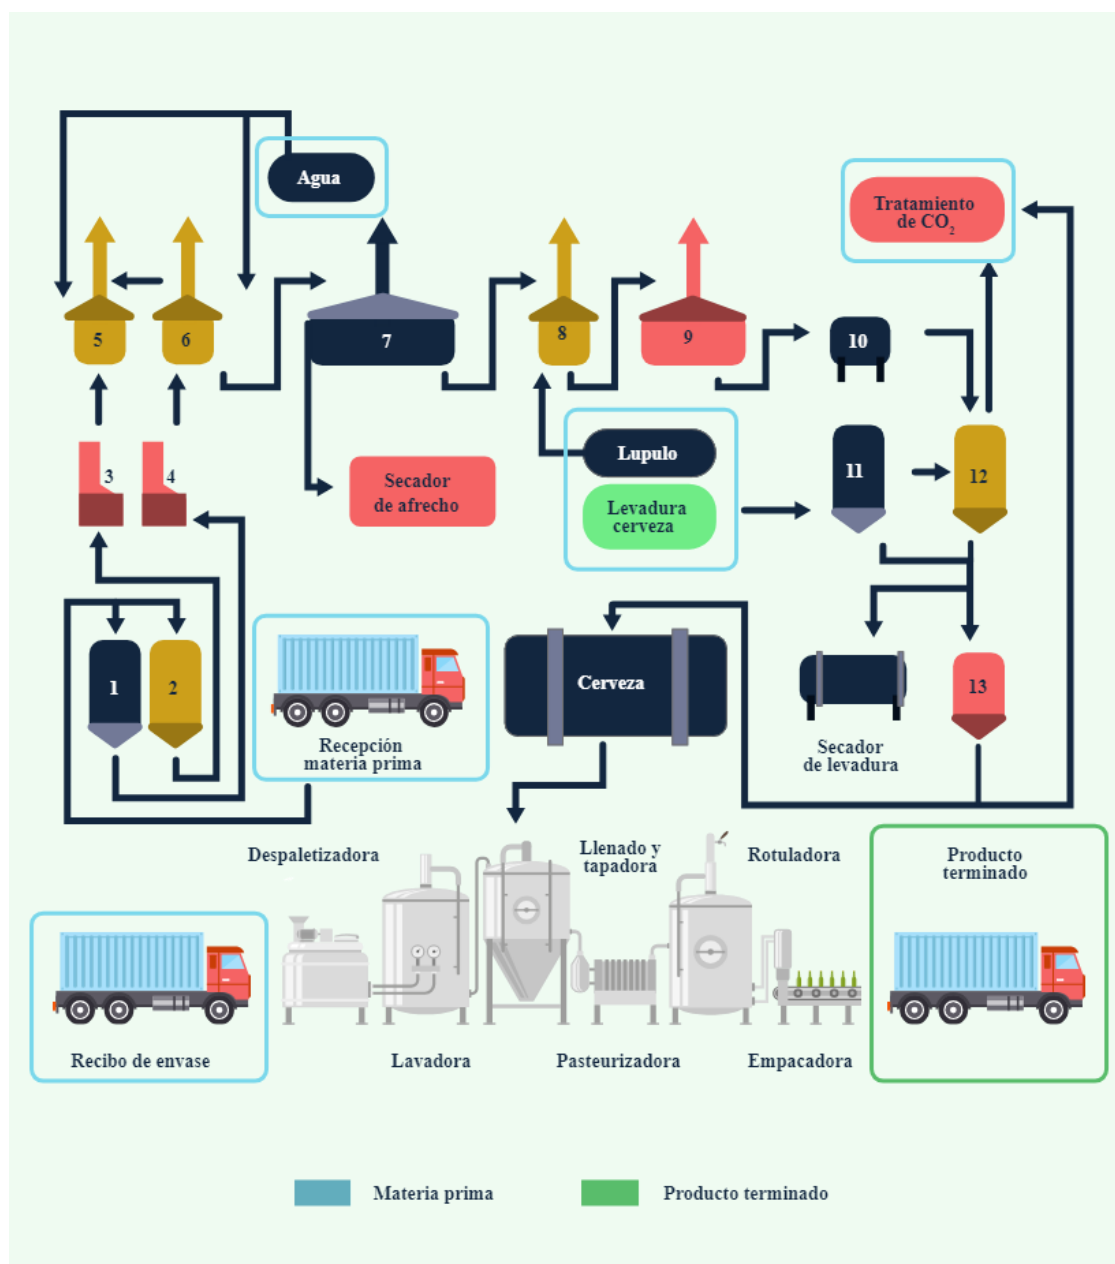 Agua
Tratamiento
de CO₂
5
6
7
8
9
10
3
4
Secador
de afrecho
Lupulo
Levadura
cerveza
11
12
1
2
Recepción
materia prima
Cerveza
13
Secador
de levadura
Despaletizadora
Llenado y
tapadora
Rotuladora
Producto
terminado
Recibo de envase
Lavadora
Pasteurizadora
Empacadora
Materia prima
Producto terminado